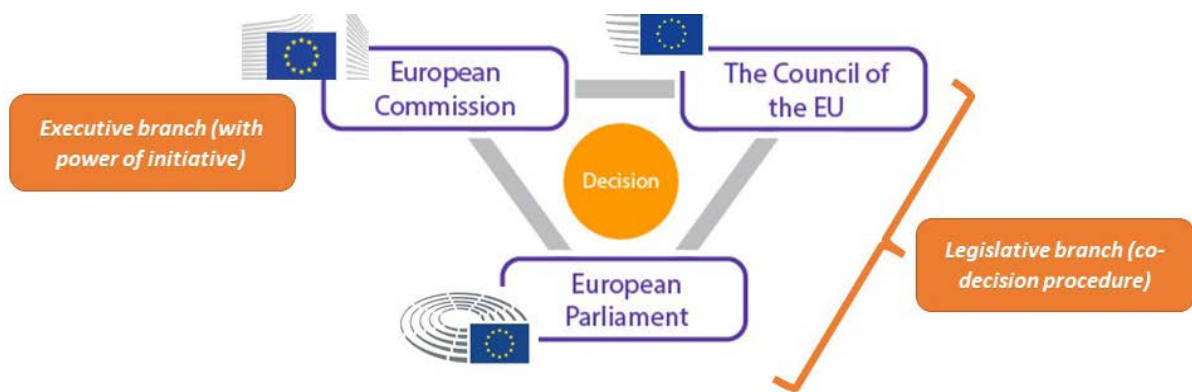 European
Commission
The Council of
the EU
Executive branch (with
power of initiative)
Decision
Legislative branch (co-
decision procedure)
European
Parliament